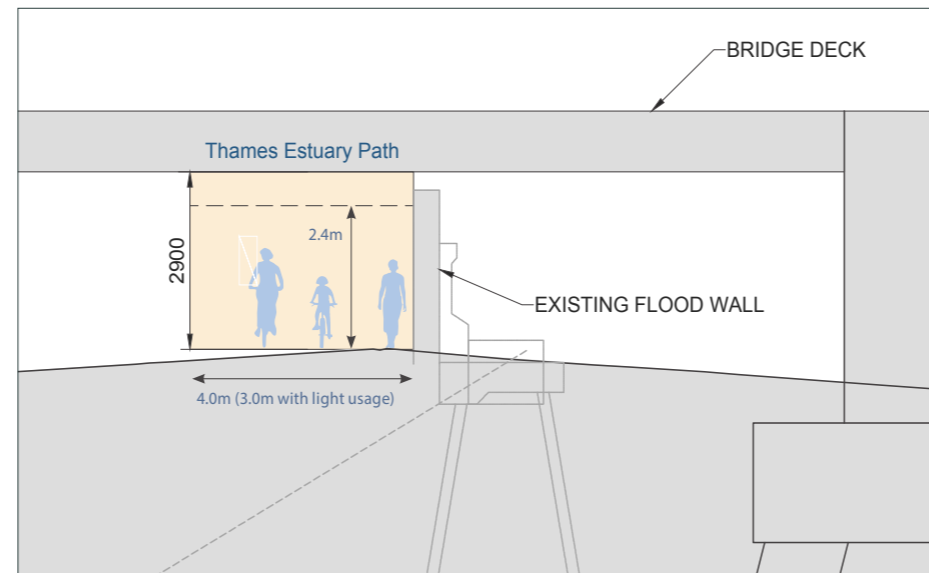 BRIDGE DECK
Thames Estuary Path
2.4m
2900
EXISTING FLOOD WALL
4.0m (3.0m with light usage)